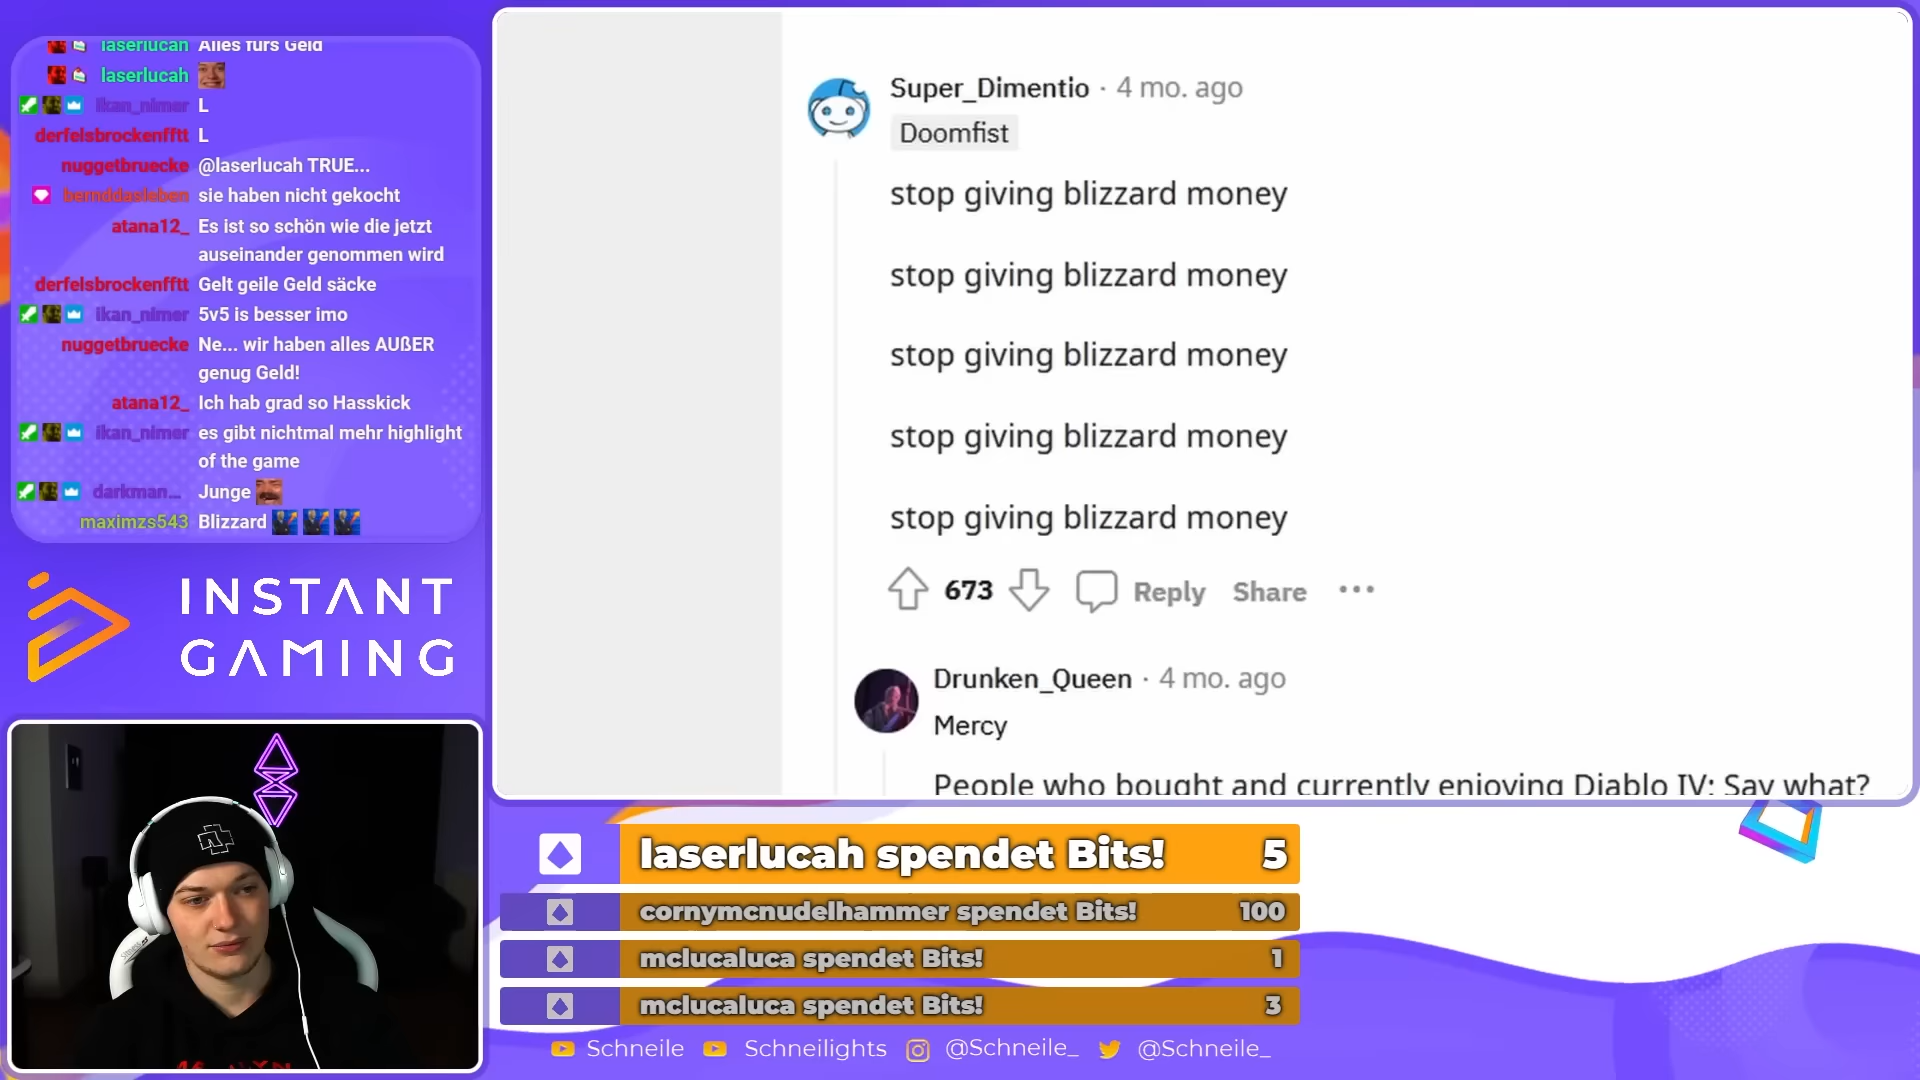 laserlucah Alles fürs Geld
laserlucah
ikan_nimer L
derfelsbrockenfftt L
nuggetbruecke @laserlucah TRUE...
bernddasleben sie haben nicht gekocht
atana12_ Es ist so schön wie die jetzt
auseinander genommen wird
derfelsbrockenfftt Gelt geile Geld säcke
ikan_nimer 5v5 is besser imo
nuggetbruecke Ne... wir haben alles AUßER
genug Geld!
atana12_ Ich hab grad so Hasskick
ikan_nimer es gibt nichtmal mehr highlight
of the game
darkman... Junge
maximzs543 Blizzard
INSTANT
GAMING
Super_Dimentio · 4 mo. ago
Doomfist
stop giving blizzard money
stop giving blizzard money
stop giving blizzard money
stop giving blizzard money
stop giving blizzard money
673 Reply Share ···
Drunken_Queen · 4 mo. ago
Mercy
People who bought and currently enjoying Diablo IV: Say what?
laserlucah spendet Bits! 5
cornymcnudelhammer spendet Bits! 100
mclucaluca spendet Bits! 1
mclucaluca spendet Bits! 3
Schneile Schneilights @Schneile_ @Schneile_